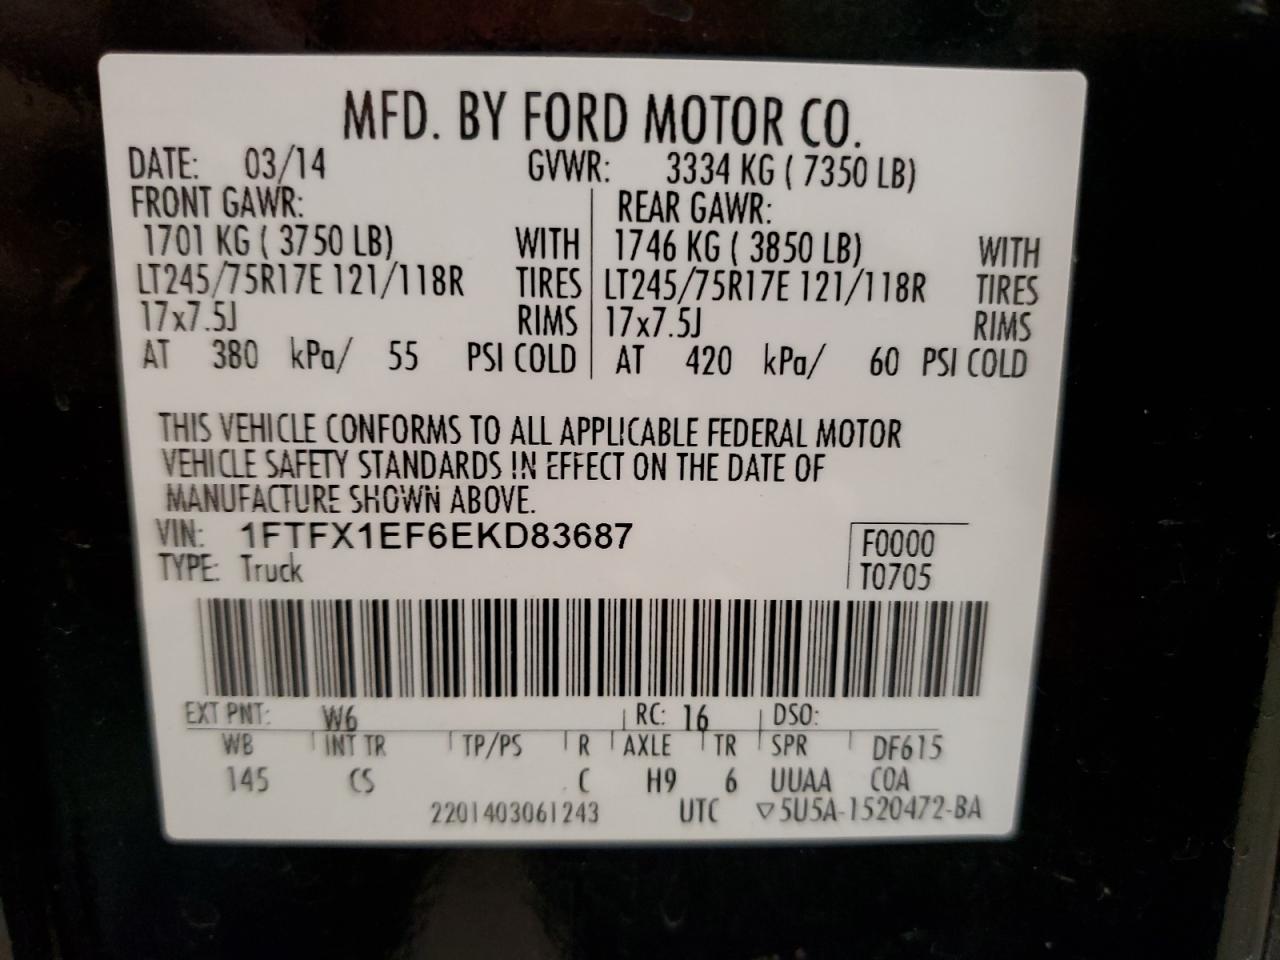 MFD. BY FORD MOTOR CO.
DATE: 03/14 GVWR: 3334 KG ( 7350 LB)
FRONT GAWR: REAR GAWR:
1701 KG ( 3750 LB) WITH 1746 KG ( 3850 LB) WITH
LT245/75R17E 121/118R TIRES LT245/75R17E 121/118R TIRES
17x7.5J RIMS 17x7.5J RIMS
AT 380 kPa/ 55 PSI COLD AT 420 kPa/ 60 PSI COLD
THIS VEHICLE CONFORMS TO ALL APPLICABLE FEDERAL MOTOR
VEHICLE SAFETY STANDARDS IN EFFECT ON THE DATE OF
MANUFACTURE SHOWN ABOVE.
VIN: 1FTFX1EF6EKD83687 F0000
TYPE: Truck T0705
EXT PNT: W6 RC: 16 DSO:
WB INT TR TP/PS R AXLE TR SPR DF615
145 CS C H9 6 UUAA COA
2201403061243 UTC ▽5U5A-1520472-BA